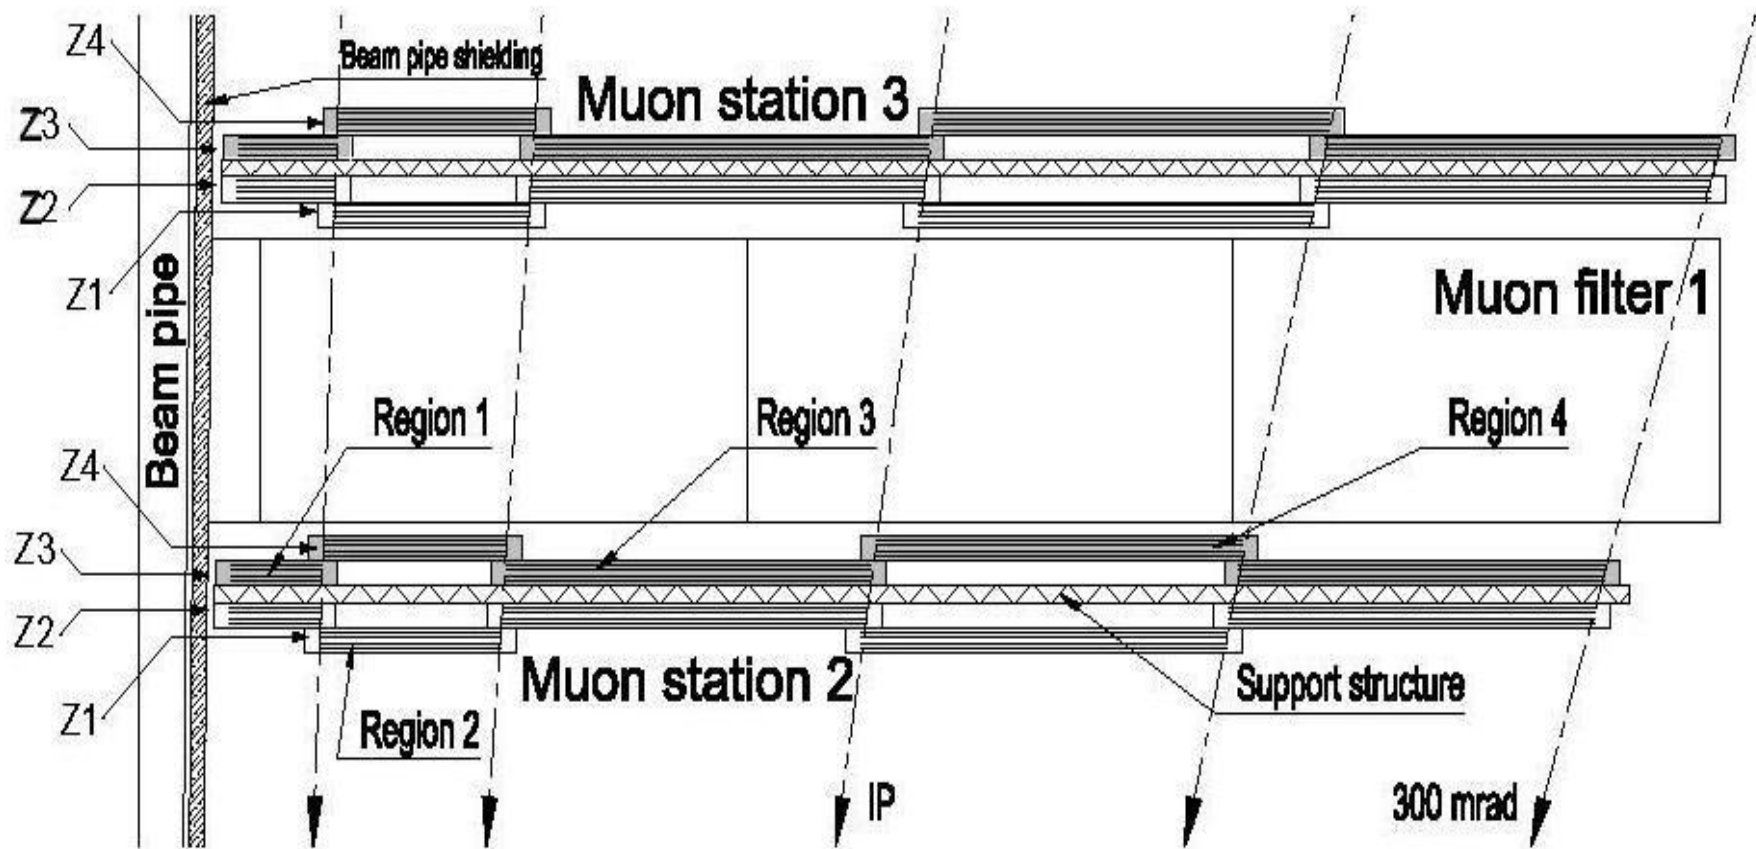 Z4
Beam pipe shielding
Muon station 3
Z3
Z2
Z1
Beam pipe
Muon filter 1
Region 1
Region 3
Region 4
Z4
Z3
Z2
Z1
Muon station 2
Support structure
Region 2
IP
300 mrad